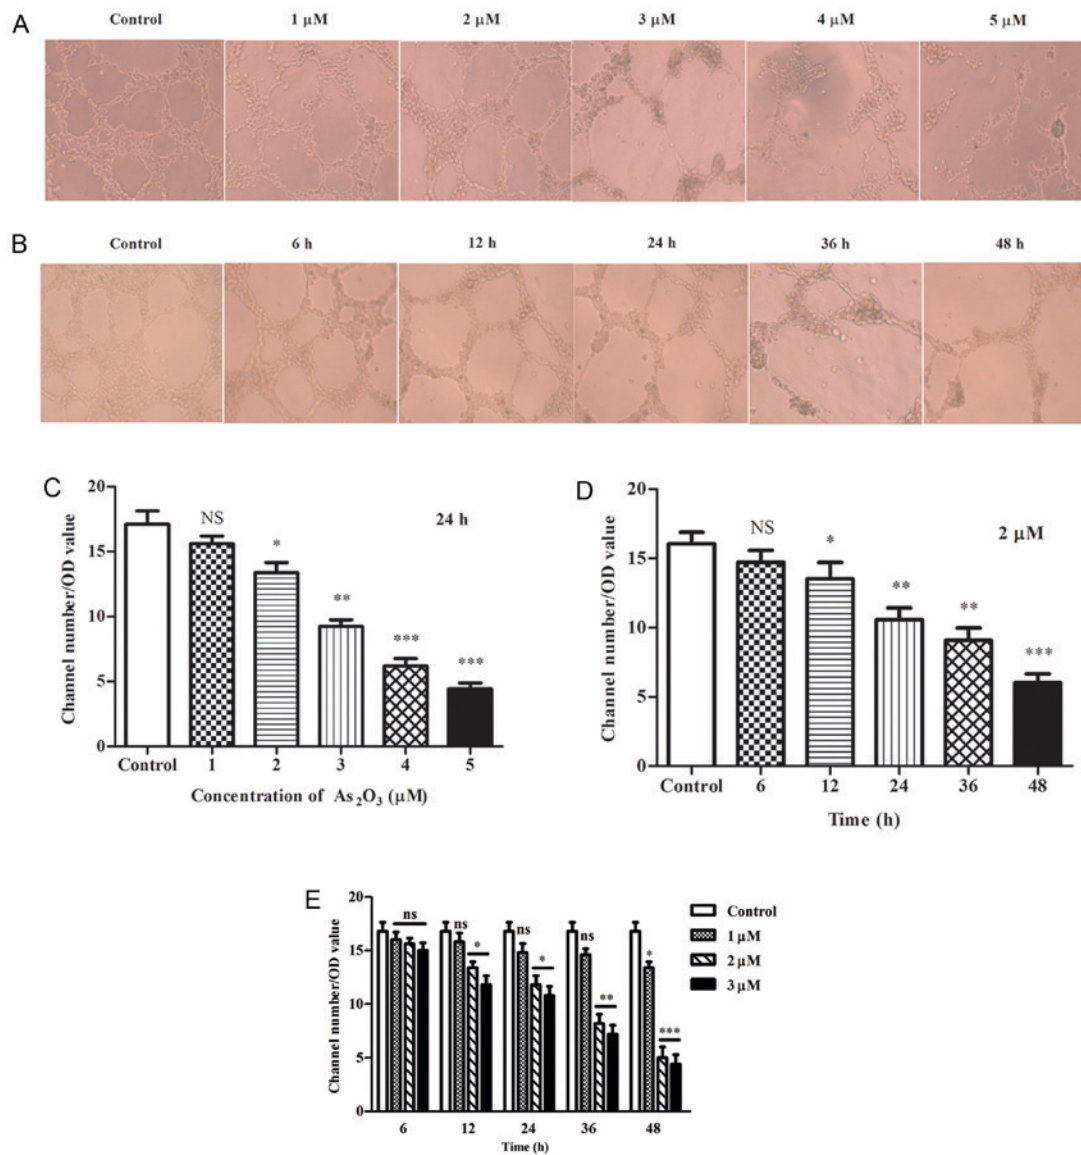 A
Control 1 µM 2 µM 3 µM 4 µM 5 µM
B
Control 6 h 12 h 24 h 36 h 48 h
C
24 h
Channel number/OD value
20
15
10
5
0
NS
*
**
***
***
Control 1 2 3 4 5
Concentration of As₂O₃ (µM)
D
2 µM
Channel number/OD value
20
15
10
5
0
NS
*
**
**
***
Control 6 12 24 36 48
Time (h)
E
Channel number/OD value
20
15
10
5
0
ns
ns
*
ns
*
ns
**
*
***
6 12 24 36 48
Time (h)
Control
1 µM
2 µM
3 µM